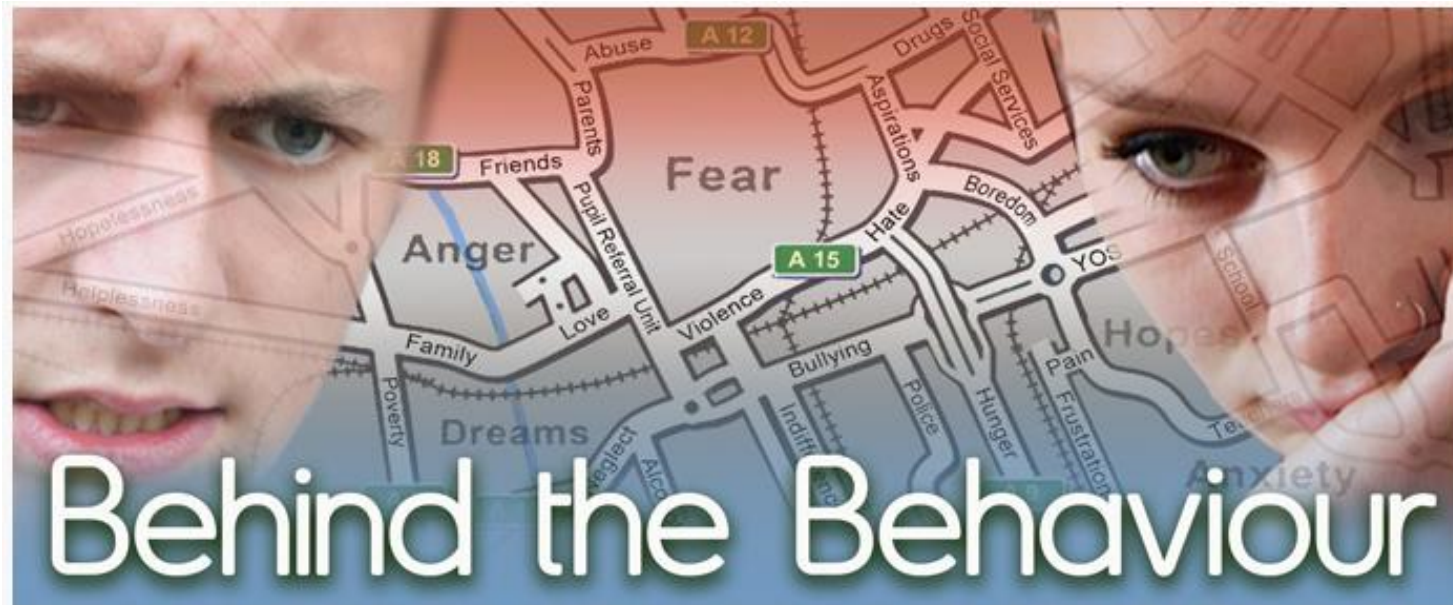 Abuse
A 12
Drugs
Social Services
Parents
Aspirations
A 18
Friends
Fear
Pupil Referral Unit
Hate
Boredom
Hopelessness
Anger
A 15
YOS
School
Helplessness
Love
Violence
Hopes
Family
Bullying
Pain
Poverty
Police
Hunger
Frustration
Dreams
Anxiety
Behind the Behaviour